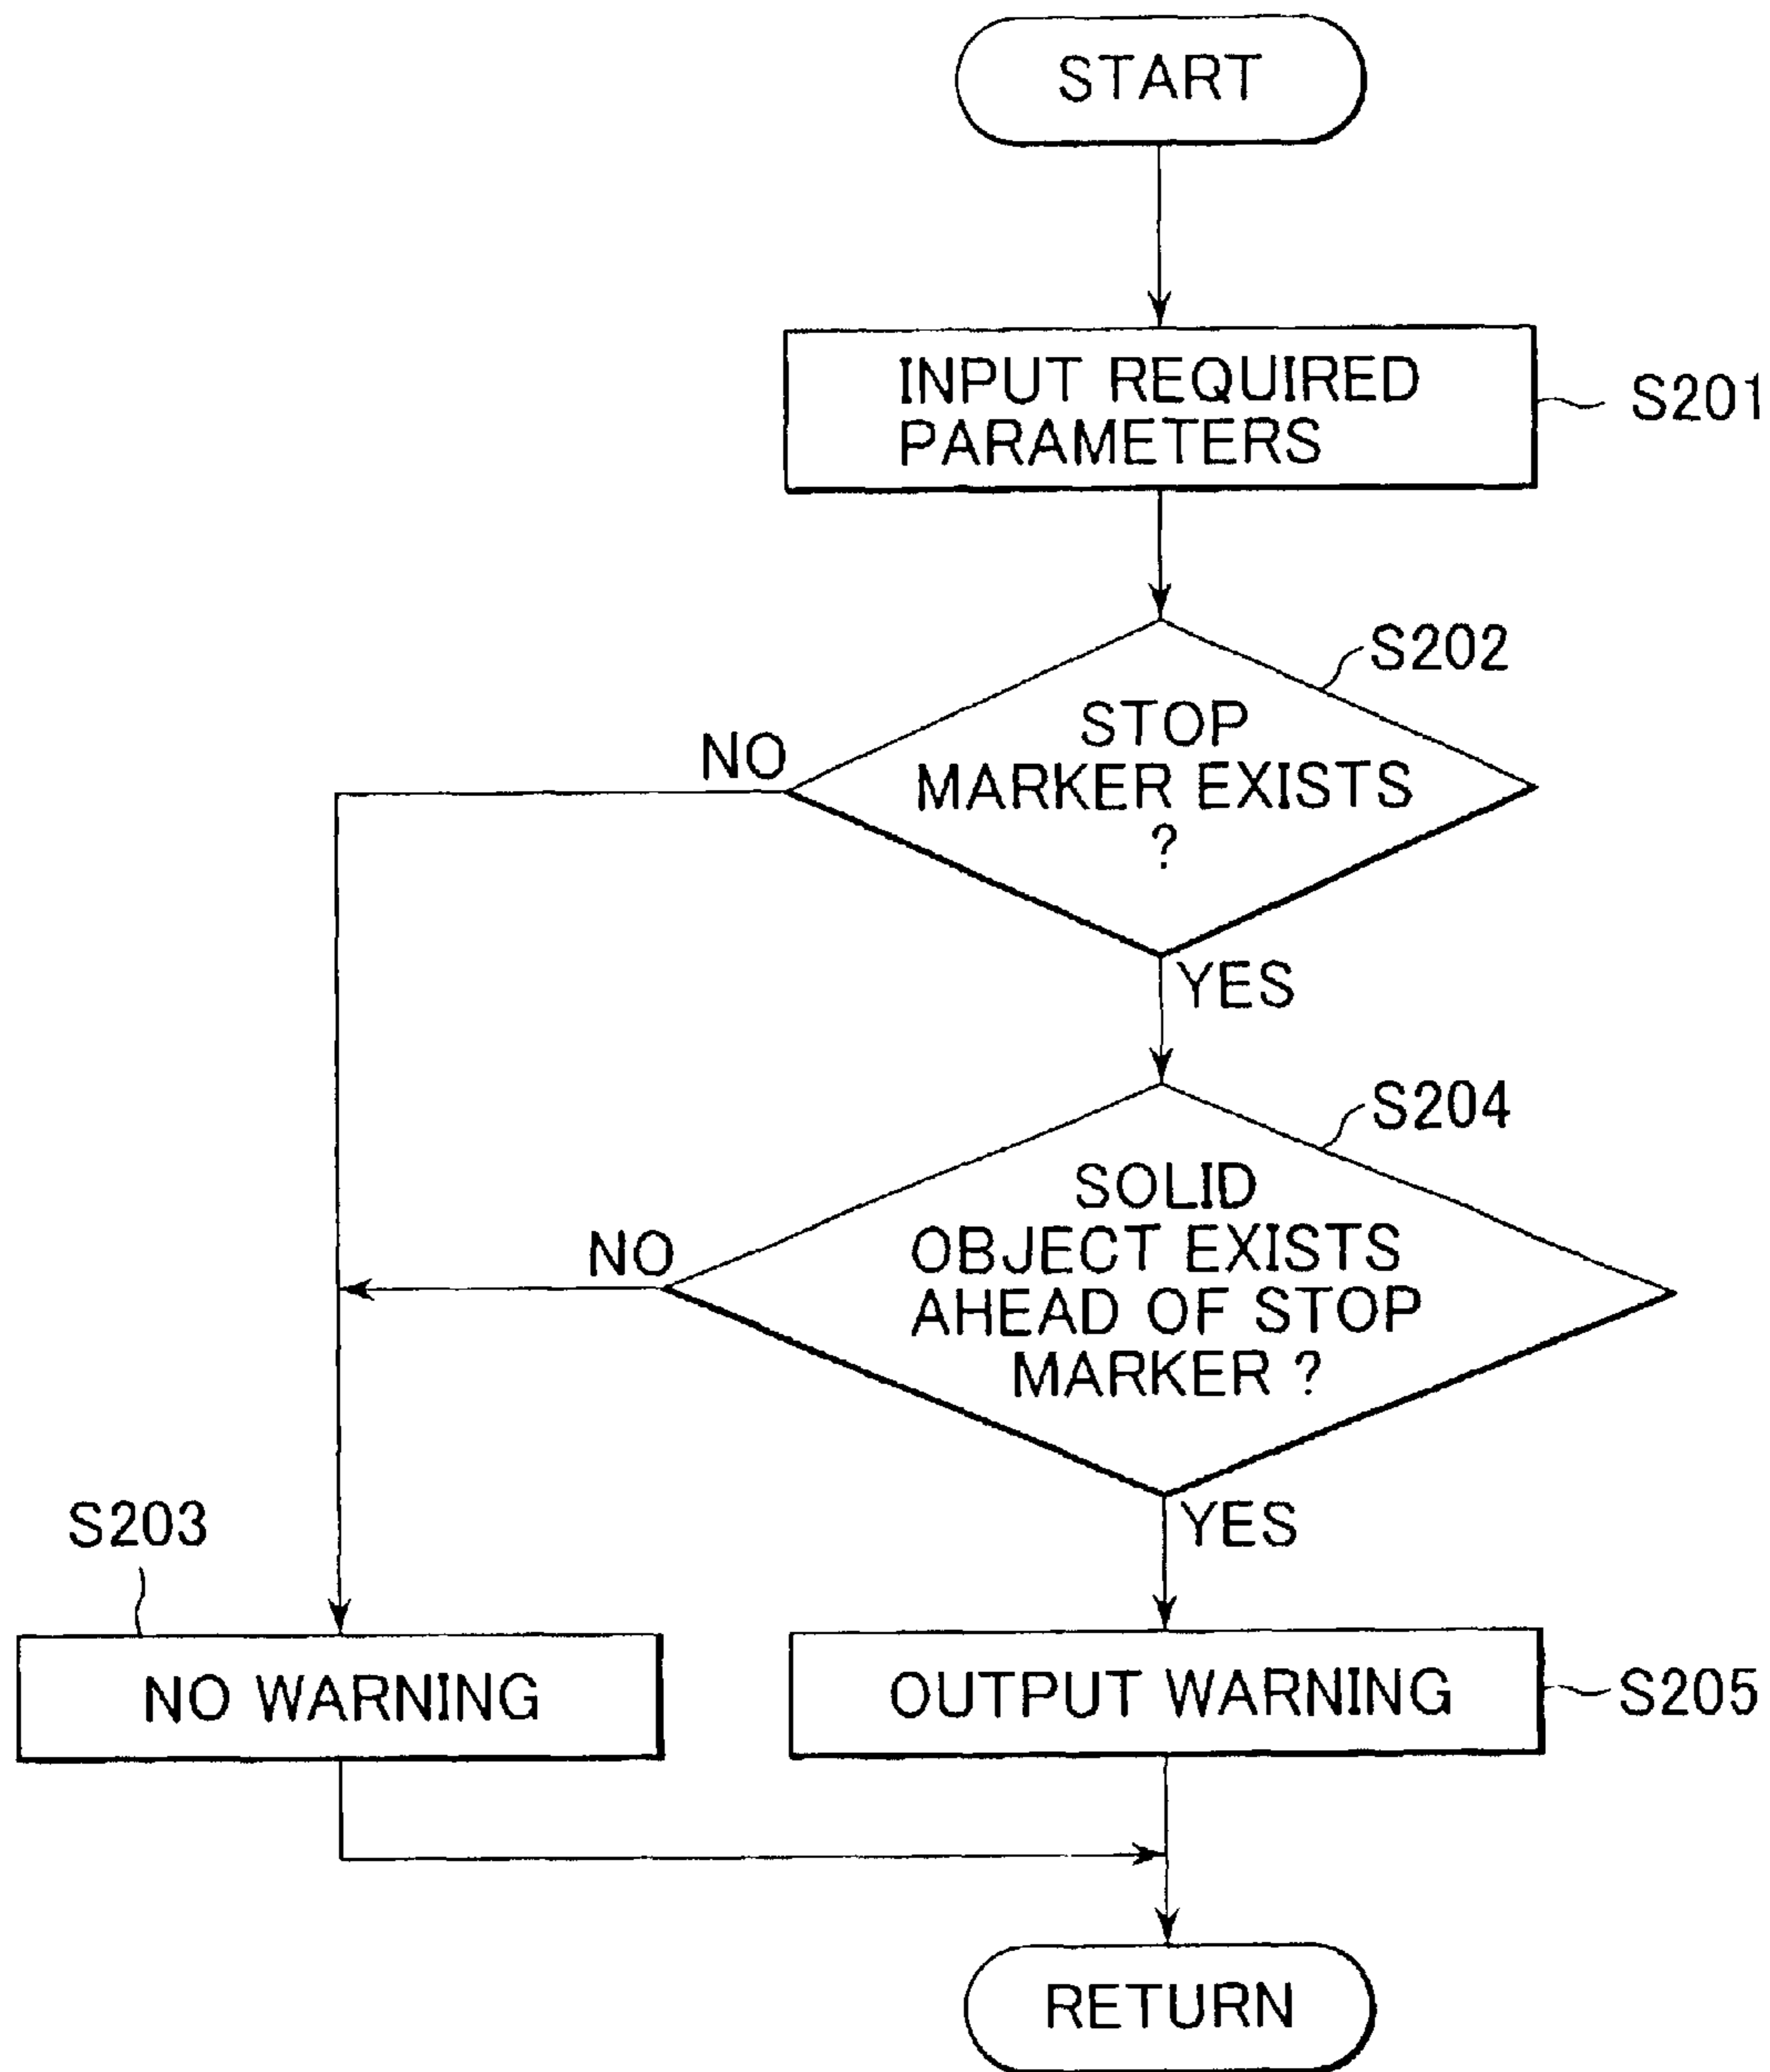 START
INPUT REQUIRED
PARAMETERS
S201
S202
STOP
MARKER EXISTS
?
NO
YES
S204
SOLID
OBJECT EXISTS
AHEAD OF STOP
MARKER ?
NO
YES
S203
NO WARNING
OUTPUT WARNING
S205
RETURN